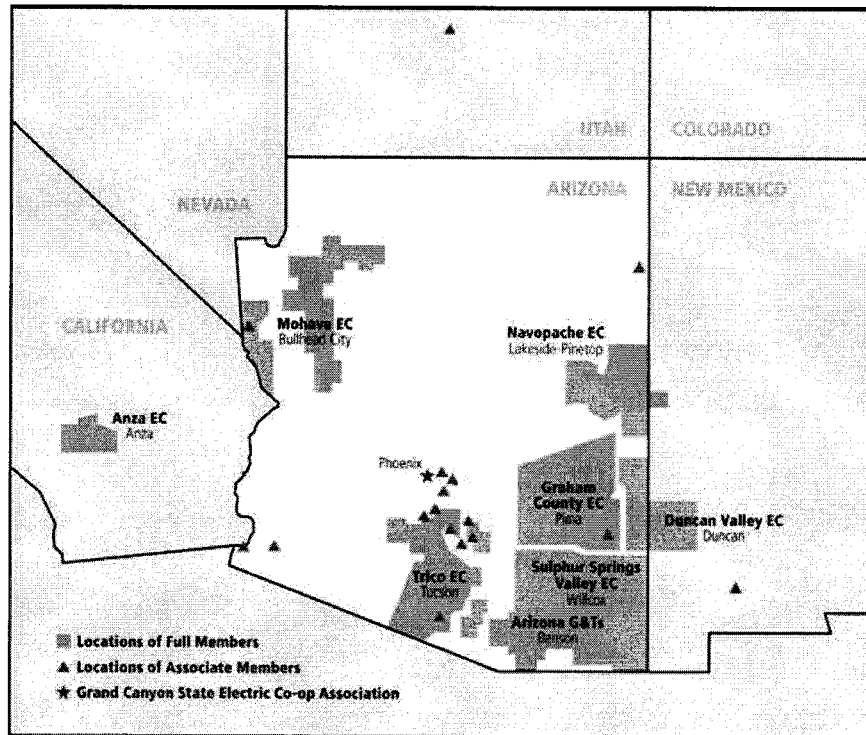 UTAH
COLORADO
ARIZONA
NEW MEXICO
NEVADA
CALIFORNIA
Mohave EC
Bullhead City
Navopache EC
Lakeside-Pinetop
Anza EC
Anza
Phoenix
Graham
County EC
Pima
Duncan Valley EC
Duncan
Sulphur Springs
Valley EC
Willcox
Trico EC
Tucson
Arizona G&Ts
Benson
Locations of Full Members
Locations of Associate Members
Grand Canyon State Electric Co-op Association